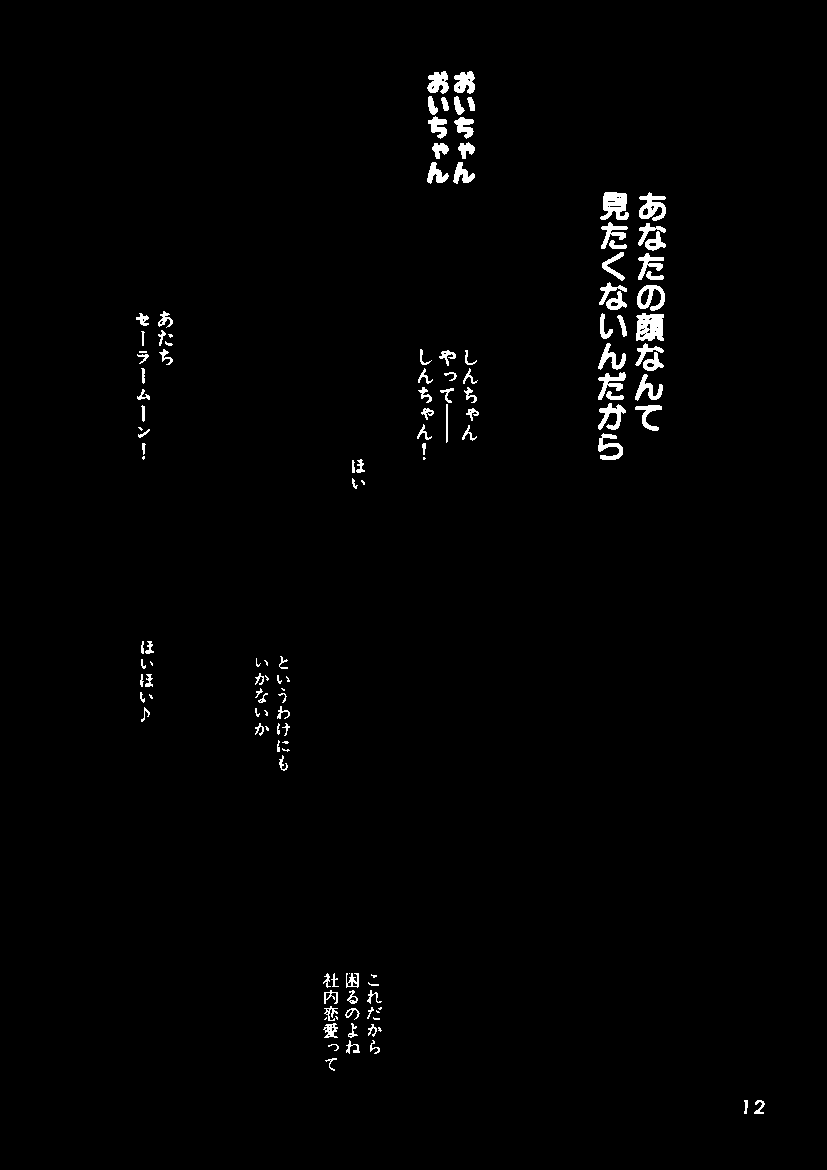 あなたの顔なんて
見たくないんだから
おいちゃん
おいちゃん
しんちゃん
やって──
しんちゃん！
ほい
あたち
セーラームーン！
というわけにも
いかないか
ほいほい♪
これだから
困るのよね
社内恋愛って
12